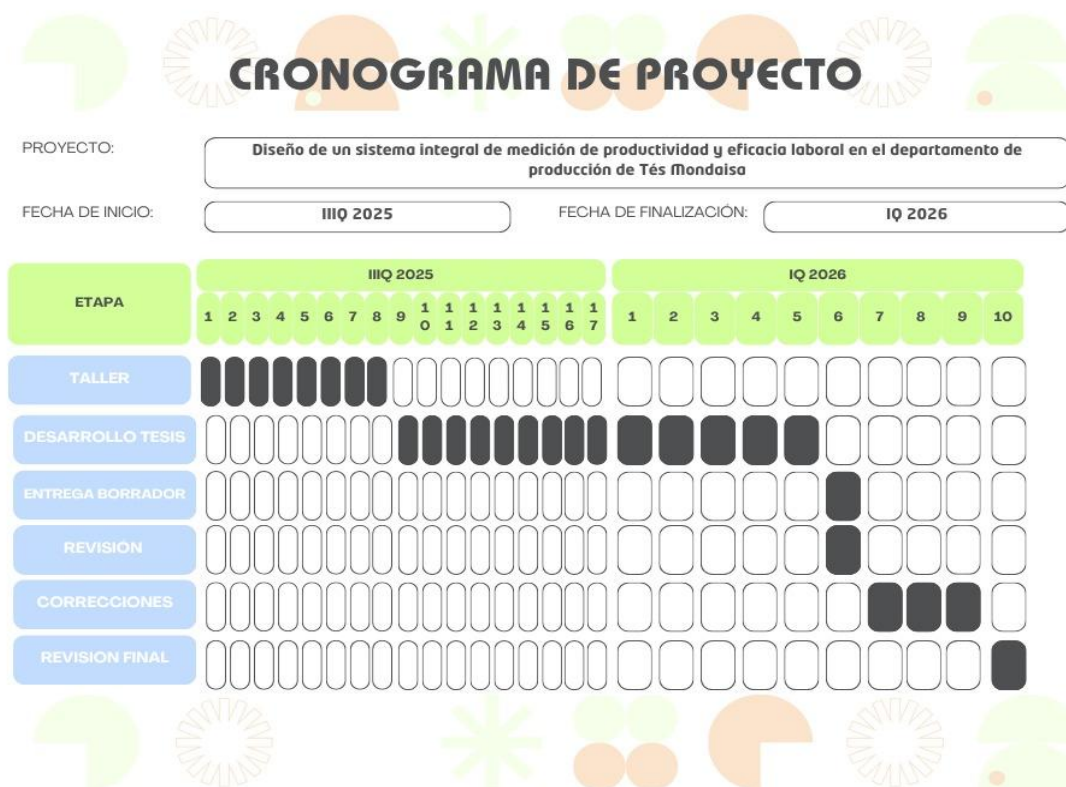 CRONOGRAMA DE PROYECTO
PROYECTO:
Diseño de un sistema integral de medición de productividad y eficacia laboral en el departamento de
producción de Tés Mondaisa
FECHA DE INICIO:
IIIQ 2025
FECHA DE FINALIZACIÓN:
IQ 2026
ETAPA
IIIQ 2025
IQ 2026
1 2 3 4 5 6 7 8 9 10 11 12 13 14 15 16 17
1 2 3 4 5 6 7 8 9 10
TALLER
DESARROLLO TESIS
ENTREGA BORRADOR
REVISIÓN
CORRECCIONES
REVISION FINAL